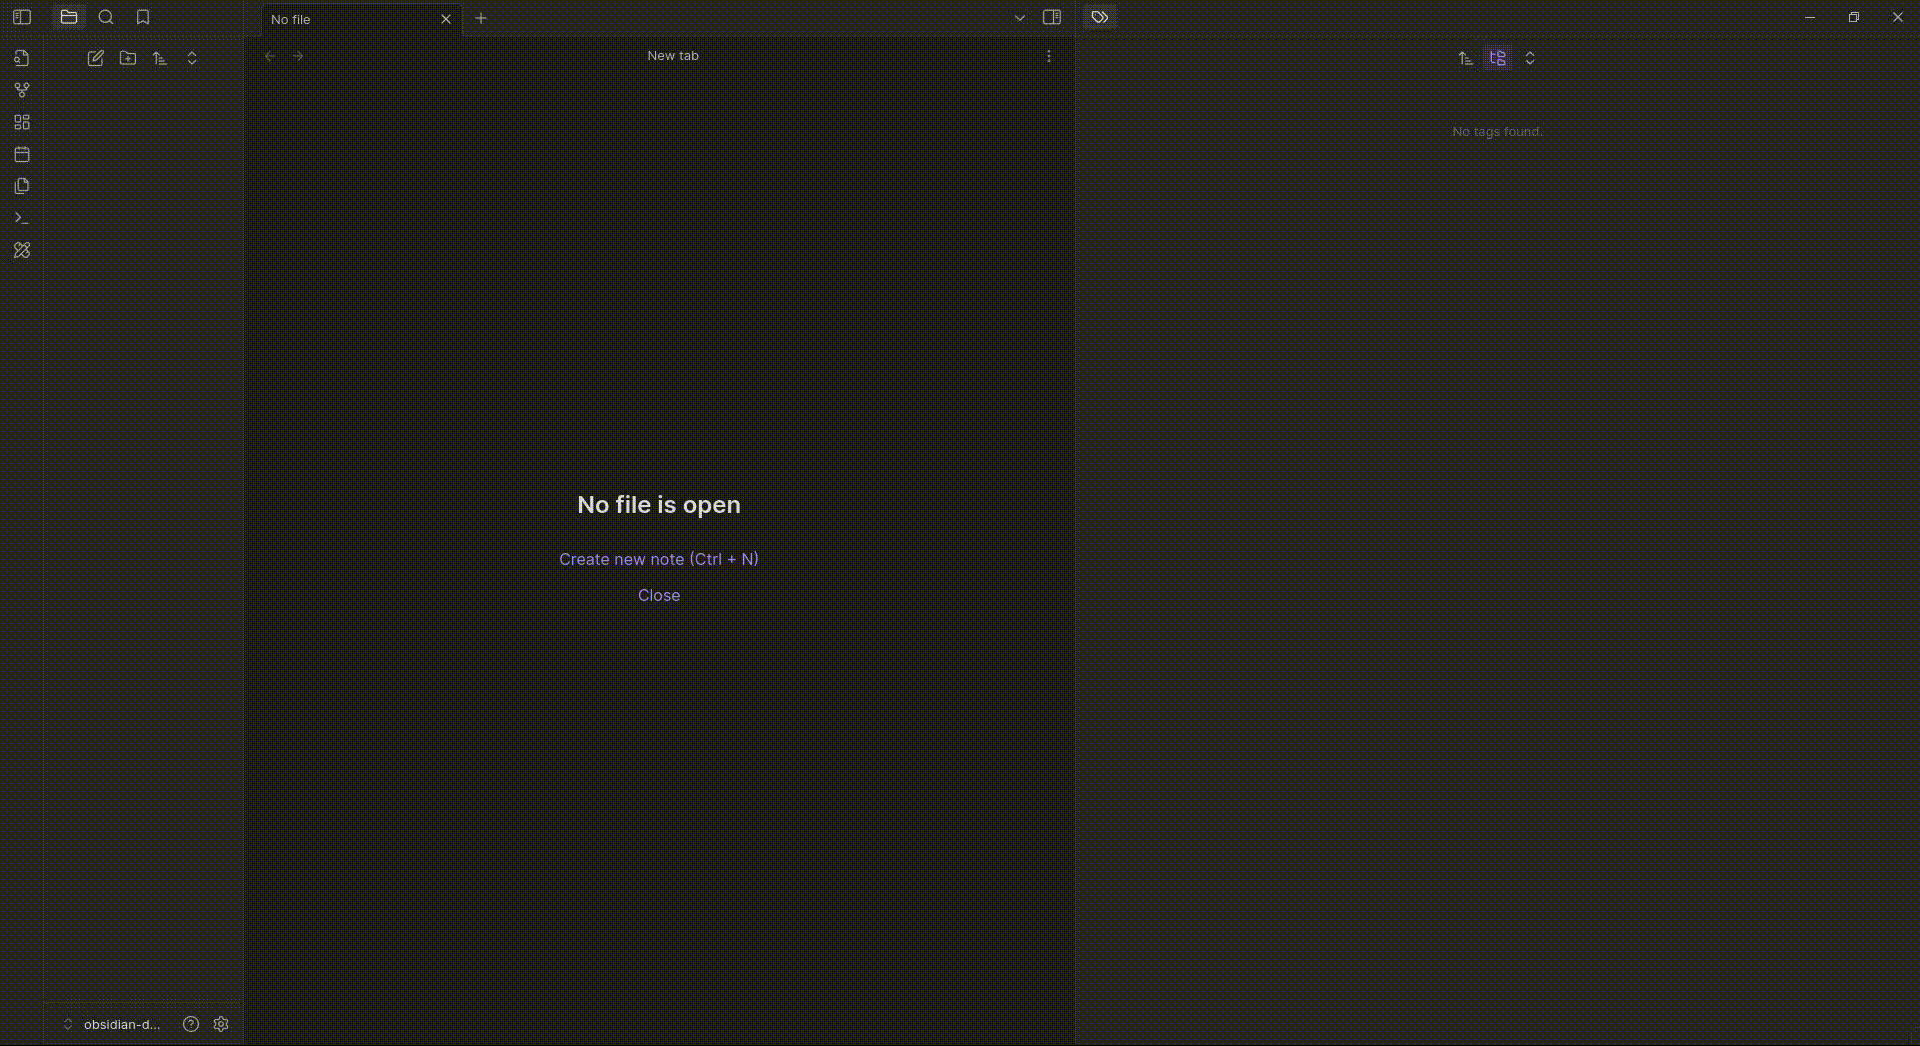 No file
New tab
No tags found.
No file is open
Create new note (Ctrl + N)
Close
obsidian-d...